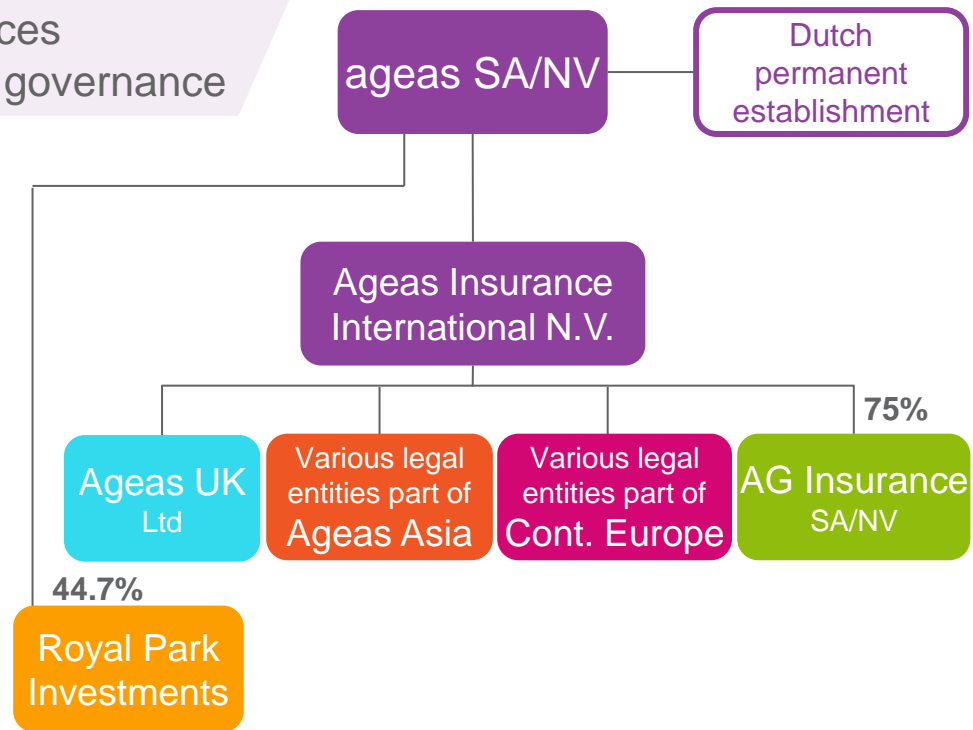 governance
ageas SA/NV
Dutch
permanent
establishment
Ageas Insurance
International N.V.
75%
Ageas UK
Ltd
Various legal
entities part of
Ageas Asia
Various legal
entities part of
Cont. Europe
AG Insurance
SA/NV
44.7%
Royal Park
Investments